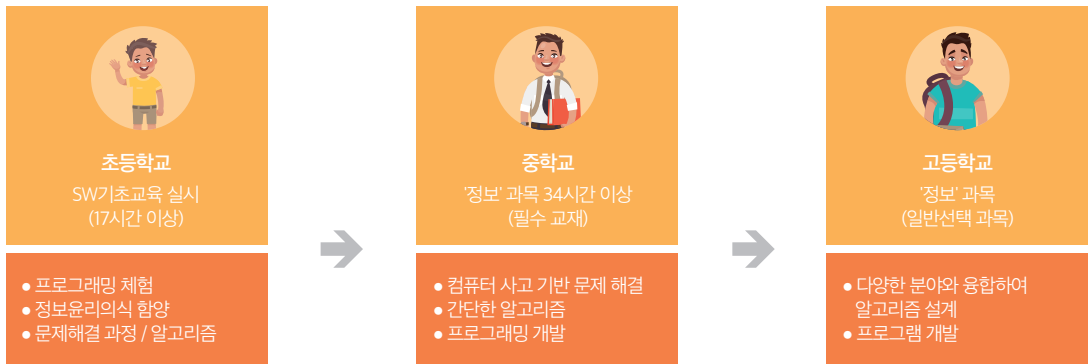 초등학교
SW기초교육 실시
(17시간 이상)
● 프로그래밍 체험
● 정보윤리의식 함양
● 문제해결 과정 / 알고리즘
중학교
'정보' 과목 34시간 이상
(필수 교재)
● 컴퓨터 사고 기반 문제 해결
● 간단한 알고리즘
● 프로그래밍 개발
고등학교
'정보' 과목
(일반선택 과목)
● 다양한 분야와 융합하여
알고리즘 설계
● 프로그램 개발